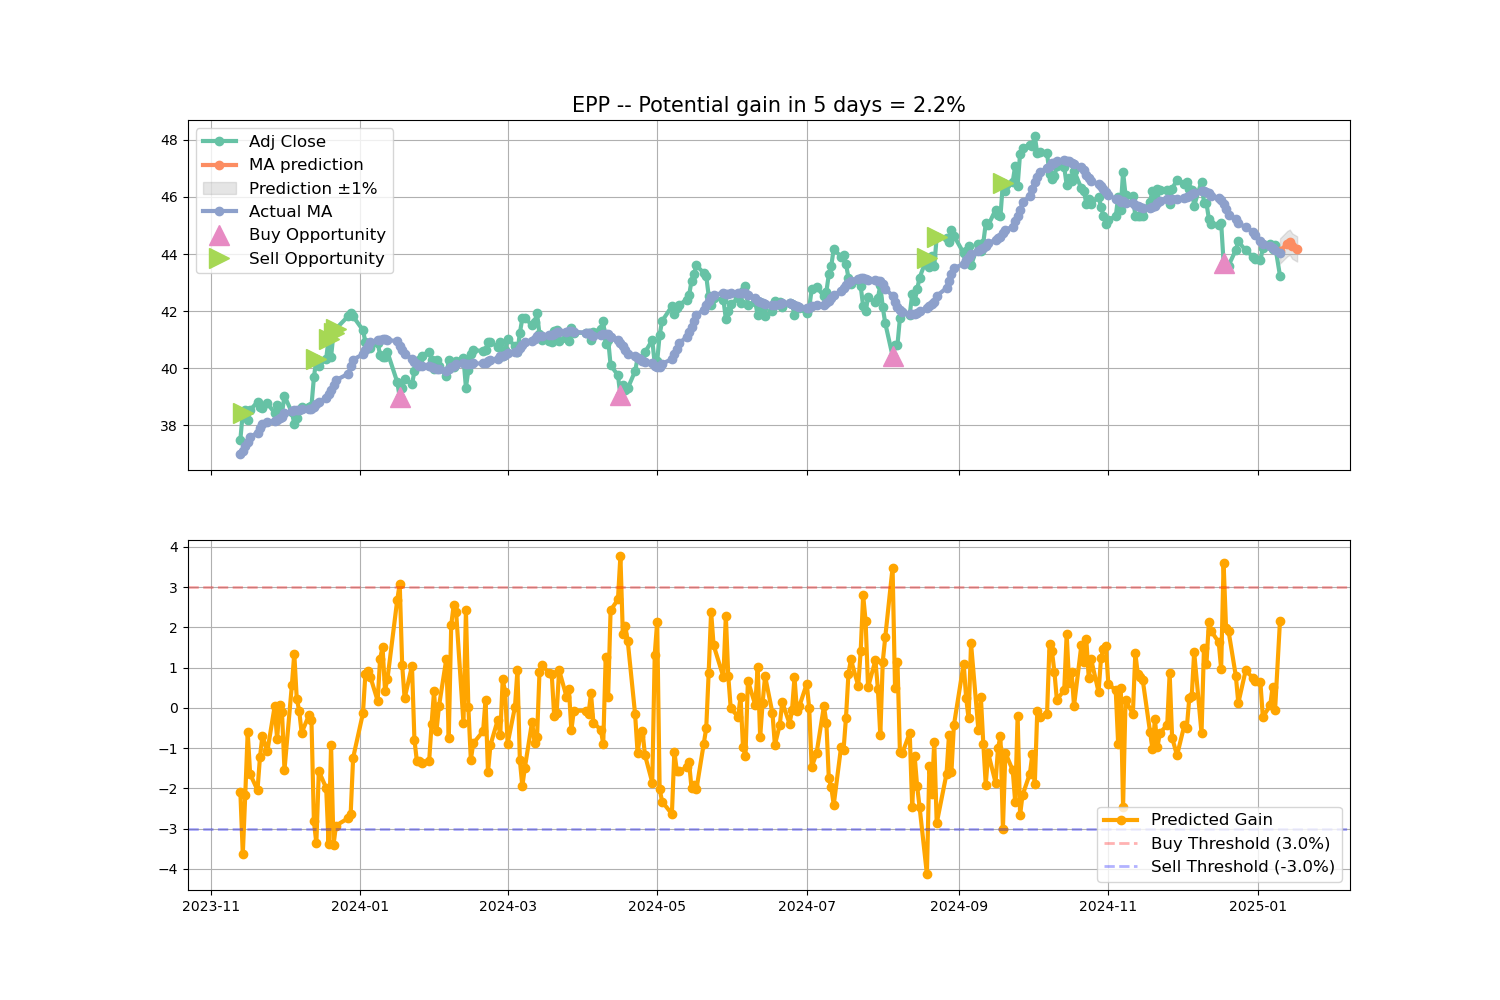 EPP -- Potential gain in 5 days = 2.2%
48
46
44
42
40
38
Adj Close
MA prediction
Prediction ±1%
Actual MA
Buy Opportunity
Sell Opportunity
4
3
2
1
0
−1
−2
−3
−4
Predicted Gain
Buy Threshold (3.0%)
Sell Threshold (-3.0%)
2023-11
2024-01
2024-03
2024-05
2024-07
2024-09
2024-11
2025-01